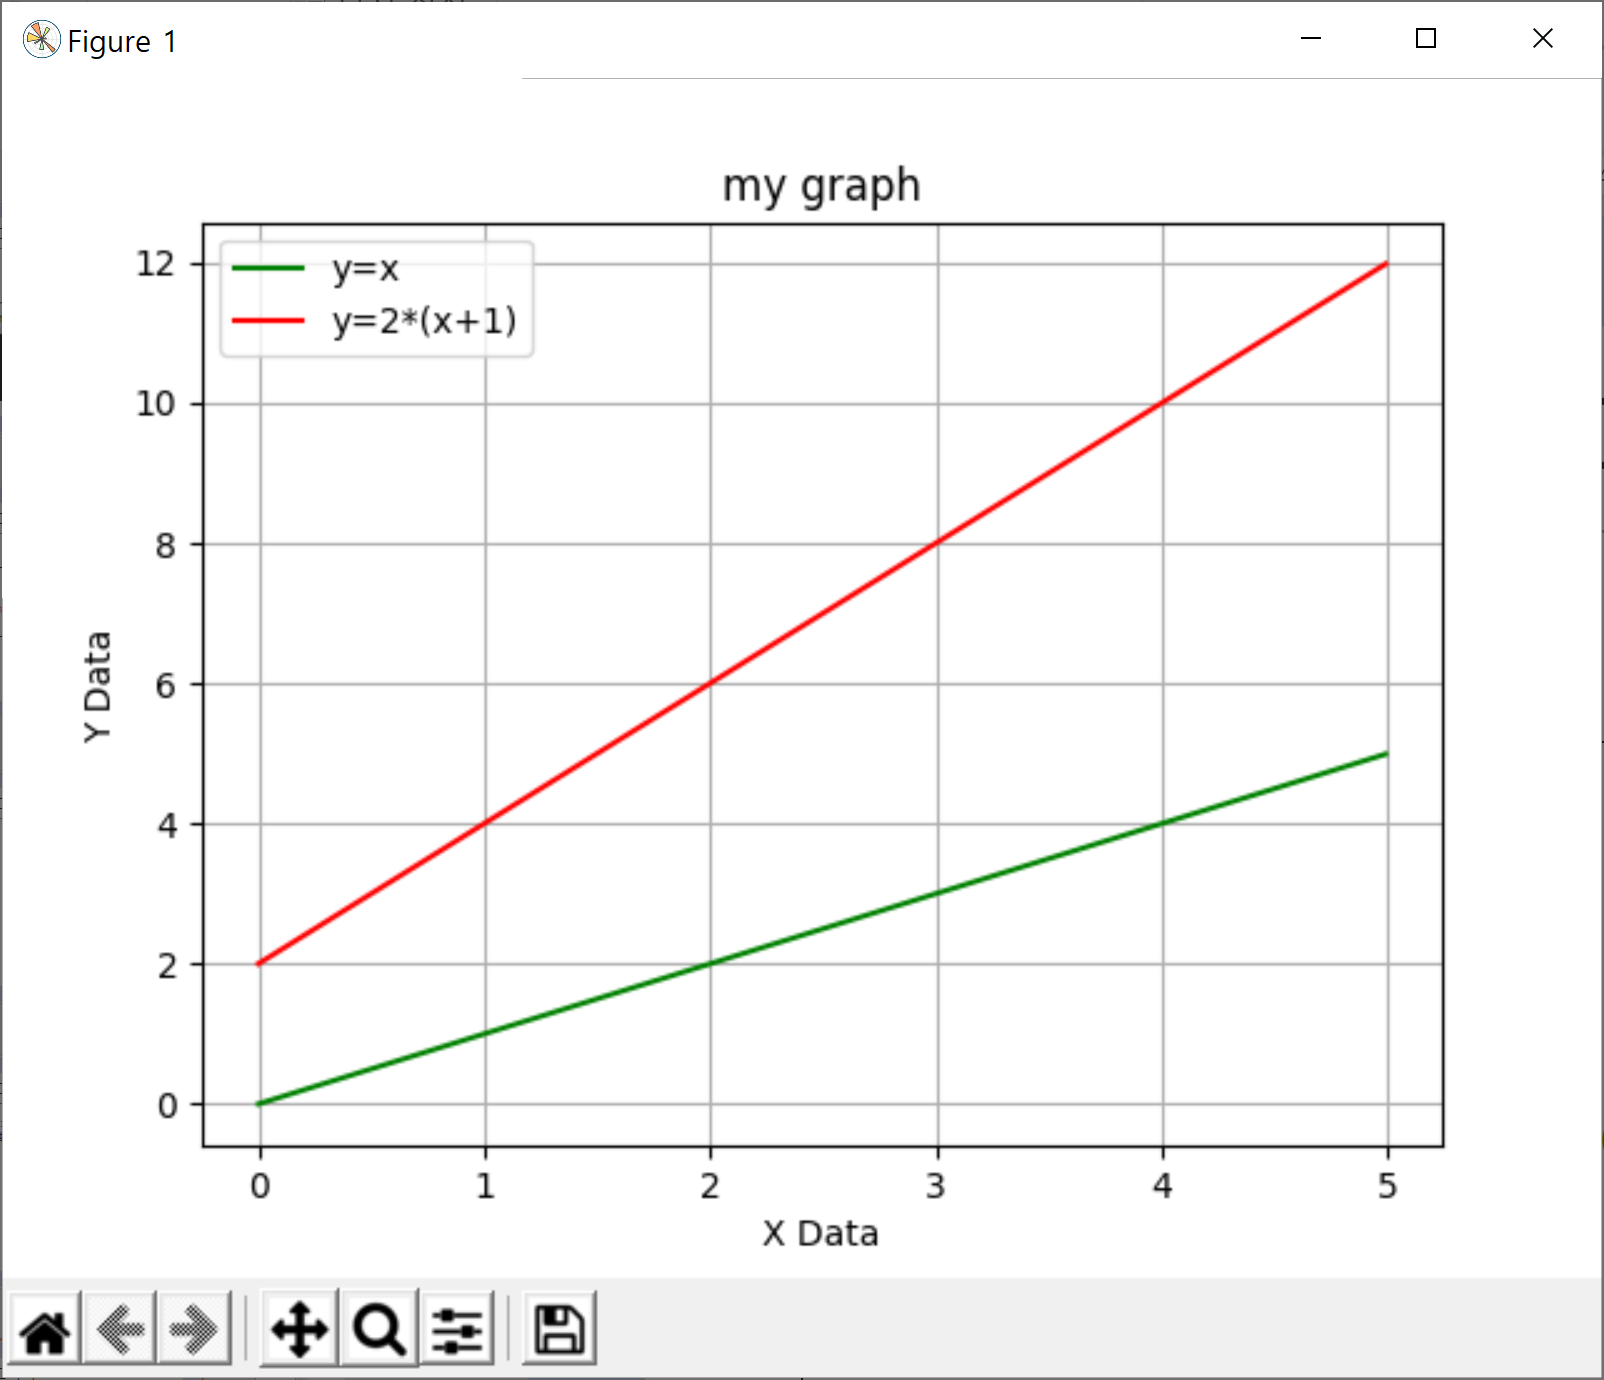 Figure 1
my graph
y=x
y=2*(x+1)
12
10
8
6
4
2
0
Y Data
0 1 2 3 4 5
X Data